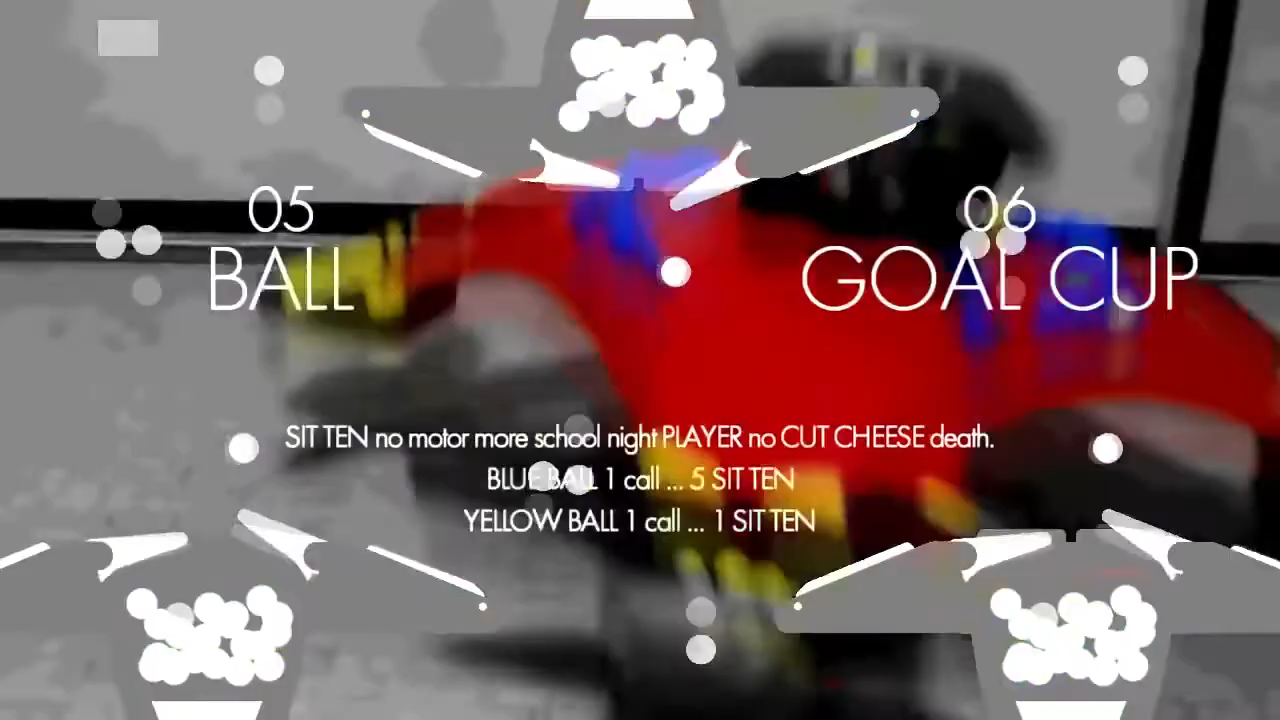 05
BALL
06
GOAL CUP
SIT TEN no motor more school night PLAYER no CUT CHEESE death.
BLUE BALL 1 call ... 5 SIT TEN
YELLOW BALL 1 call ... 1 SIT TEN